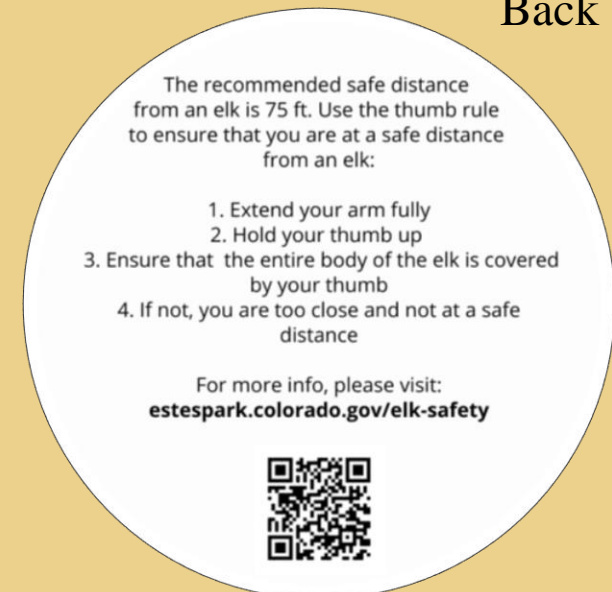 Back
The recommended safe distance
from an elk is 75 ft. Use the thumb rule
to ensure that you are at a safe distance
from an elk:
1. Extend your arm fully
2. Hold your thumb up
3. Ensure that  the entire body of the elk is covered
by your thumb
4. If not, you are too close and not at a safe
distance
For more info, please visit:
estespark.colorado.gov/elk-safety